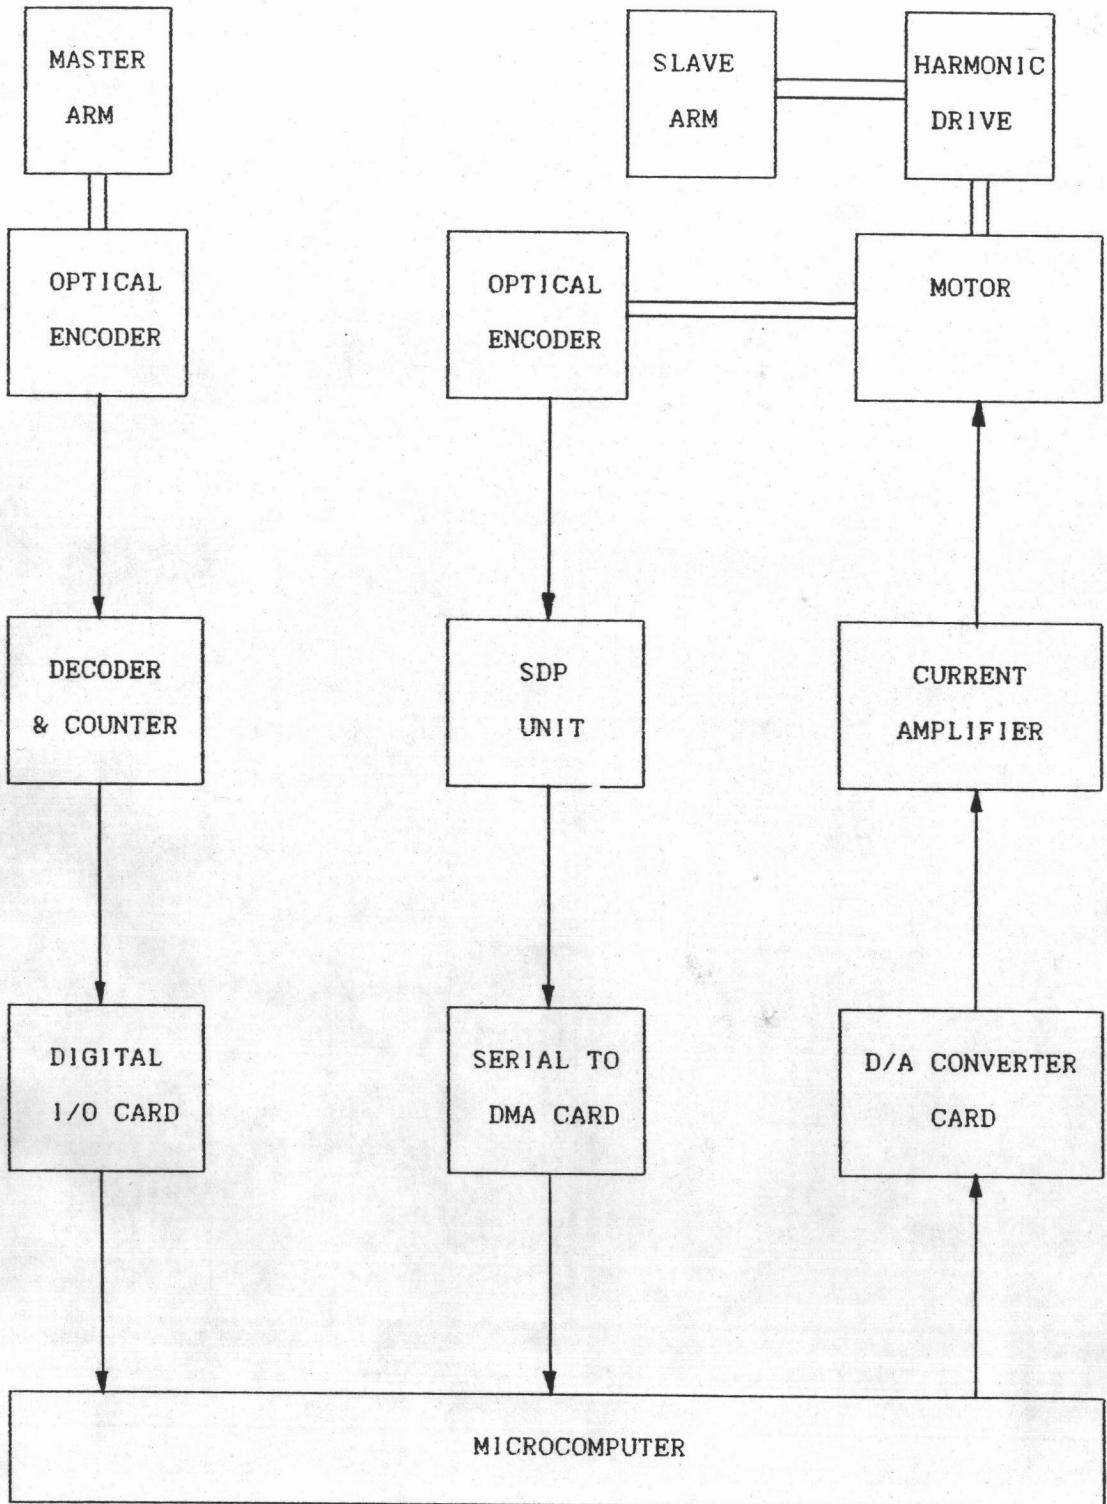 MASTER
ARM
SLAVE
ARM
HARMONIC
DRIVE
OPTICAL
ENCODER
OPTICAL
ENCODER
MOTOR
DECODER
& COUNTER
SDP
UNIT
CURRENT
AMPLIFIER
DIGITAL
I/O CARD
SERIAL TO
DMA CARD
D/A CONVERTER
CARD
MICROCOMPUTER